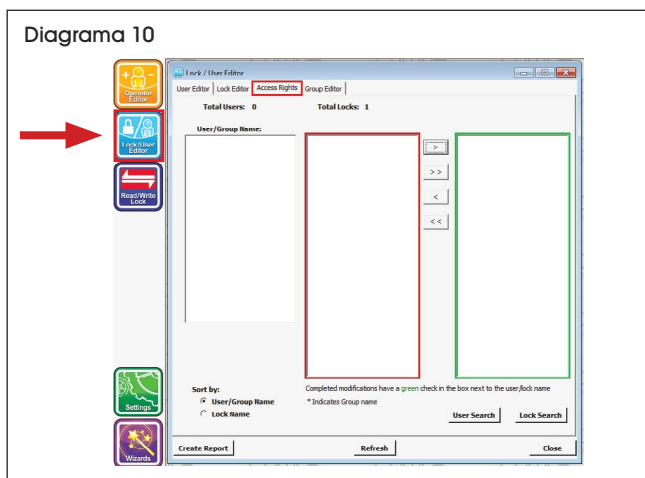 Diagrama 10
Operator
Editor
Lock/User
Editor
Read/Write
Lock
Settings
Wizards
Lock / User Editor
User Editor Lock Editor Access Rights Group Editor
Total Users: 0 Total Locks: 1
User/Group Name:
>
>>
<
<<
Sort by:
User/Group Name
Lock Name
Completed modifications have a green check in the box next to the user/lock name
* Indicates Group name
User Search Lock Search
Create Report Refresh Close